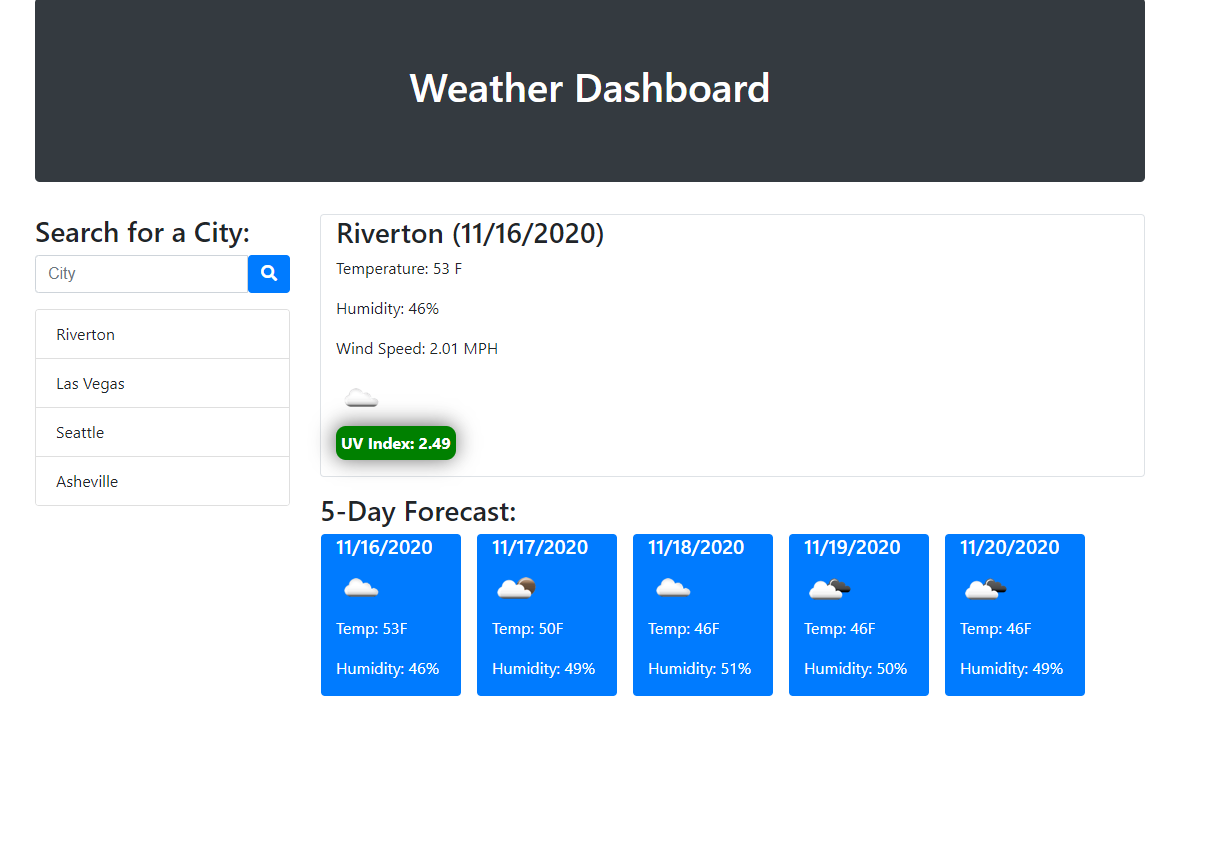 Weather Dashboard
Search for a City:
City
Riverton
Las Vegas
Seattle
Asheville
Riverton (11/16/2020)
Temperature: 53 F
Humidity: 46%
Wind Speed: 2.01 MPH
UV Index: 2.49
5-Day Forecast:
11/16/2020
Temp: 53F
Humidity: 46%
11/17/2020
Temp: 50F
Humidity: 49%
11/18/2020
Temp: 46F
Humidity: 51%
11/19/2020
Temp: 46F
Humidity: 50%
11/20/2020
Temp: 46F
Humidity: 49%